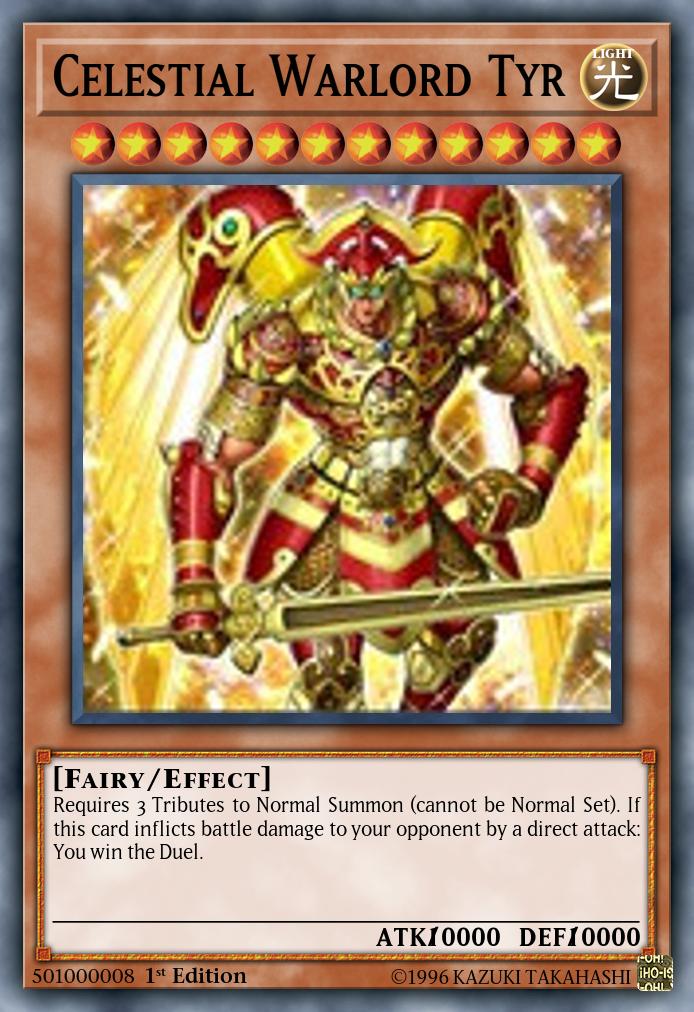 CELESTIAL WARLORD TYR
LIGHT
光
[FAIRY/EFFECT]
Requires 3 Tributes to Normal Summon (cannot be Normal Set). If
this card inflicts battle damage to your opponent by a direct attack:
You win the Duel.
ATK10000 DEF10000
501000008 1st Edition ©1996 KAZUKI TAKAHASHI